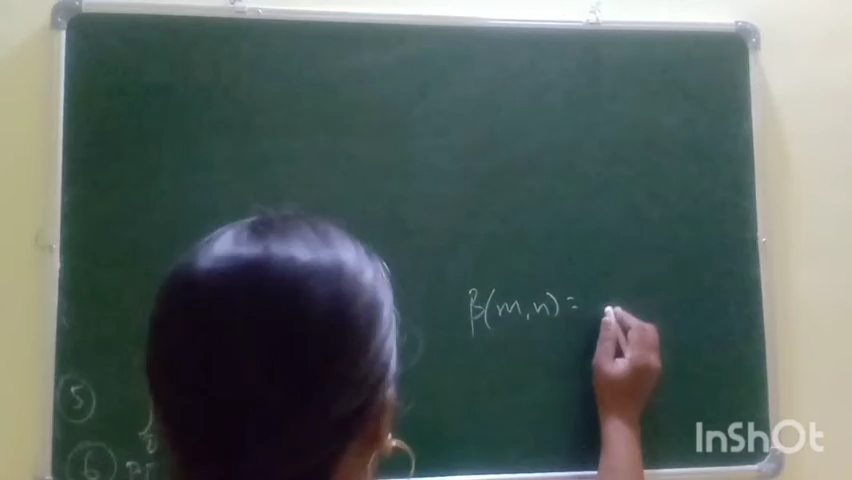 β(m,n) =
⑤
⑥
InShOt